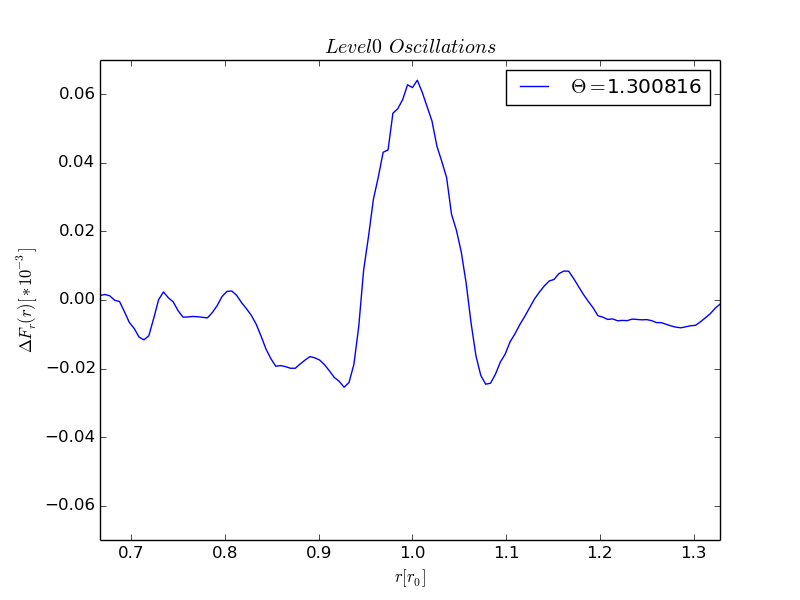 Level0 Oscillations
Θ =1.300816
0.06
0.04
0.02
0.00
−0.02
−0.04
−0.06
ΔF_r(r)[*10^{-3}]
0.7 0.8 0.9 1.0 1.1 1.2 1.3
r[r_0]